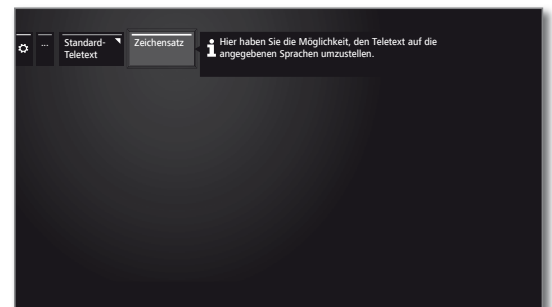 ...
Standard-
Teletext
Zeichensatz
Hier haben Sie die Möglichkeit, den Teletext auf die
angegebenen Sprachen umzustellen.